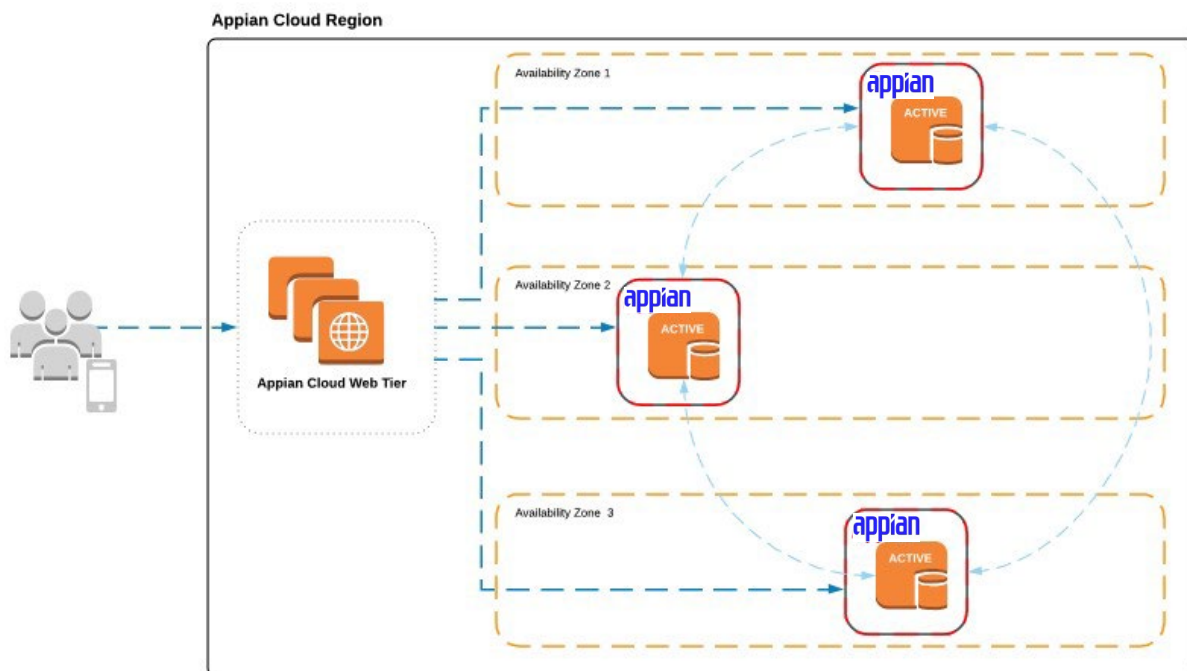 Appian Cloud Region
Availability Zone 1
appian
ACTIVE
Availability Zone 2
appian
ACTIVE
Appian Cloud Web Tier
Availability Zone 3
appian
ACTIVE